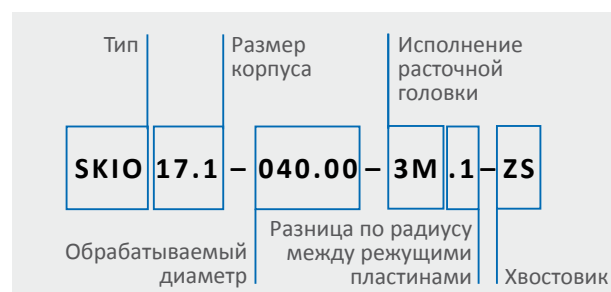 Тип
Размер
корпуса
Исполнение
расточной
головки
SKIO 17.1 – 040.00 – 3M .1 – ZS
Обрабатываемый
диаметр
Разница по радиусу
между режущими
пластинами
Хвостовик